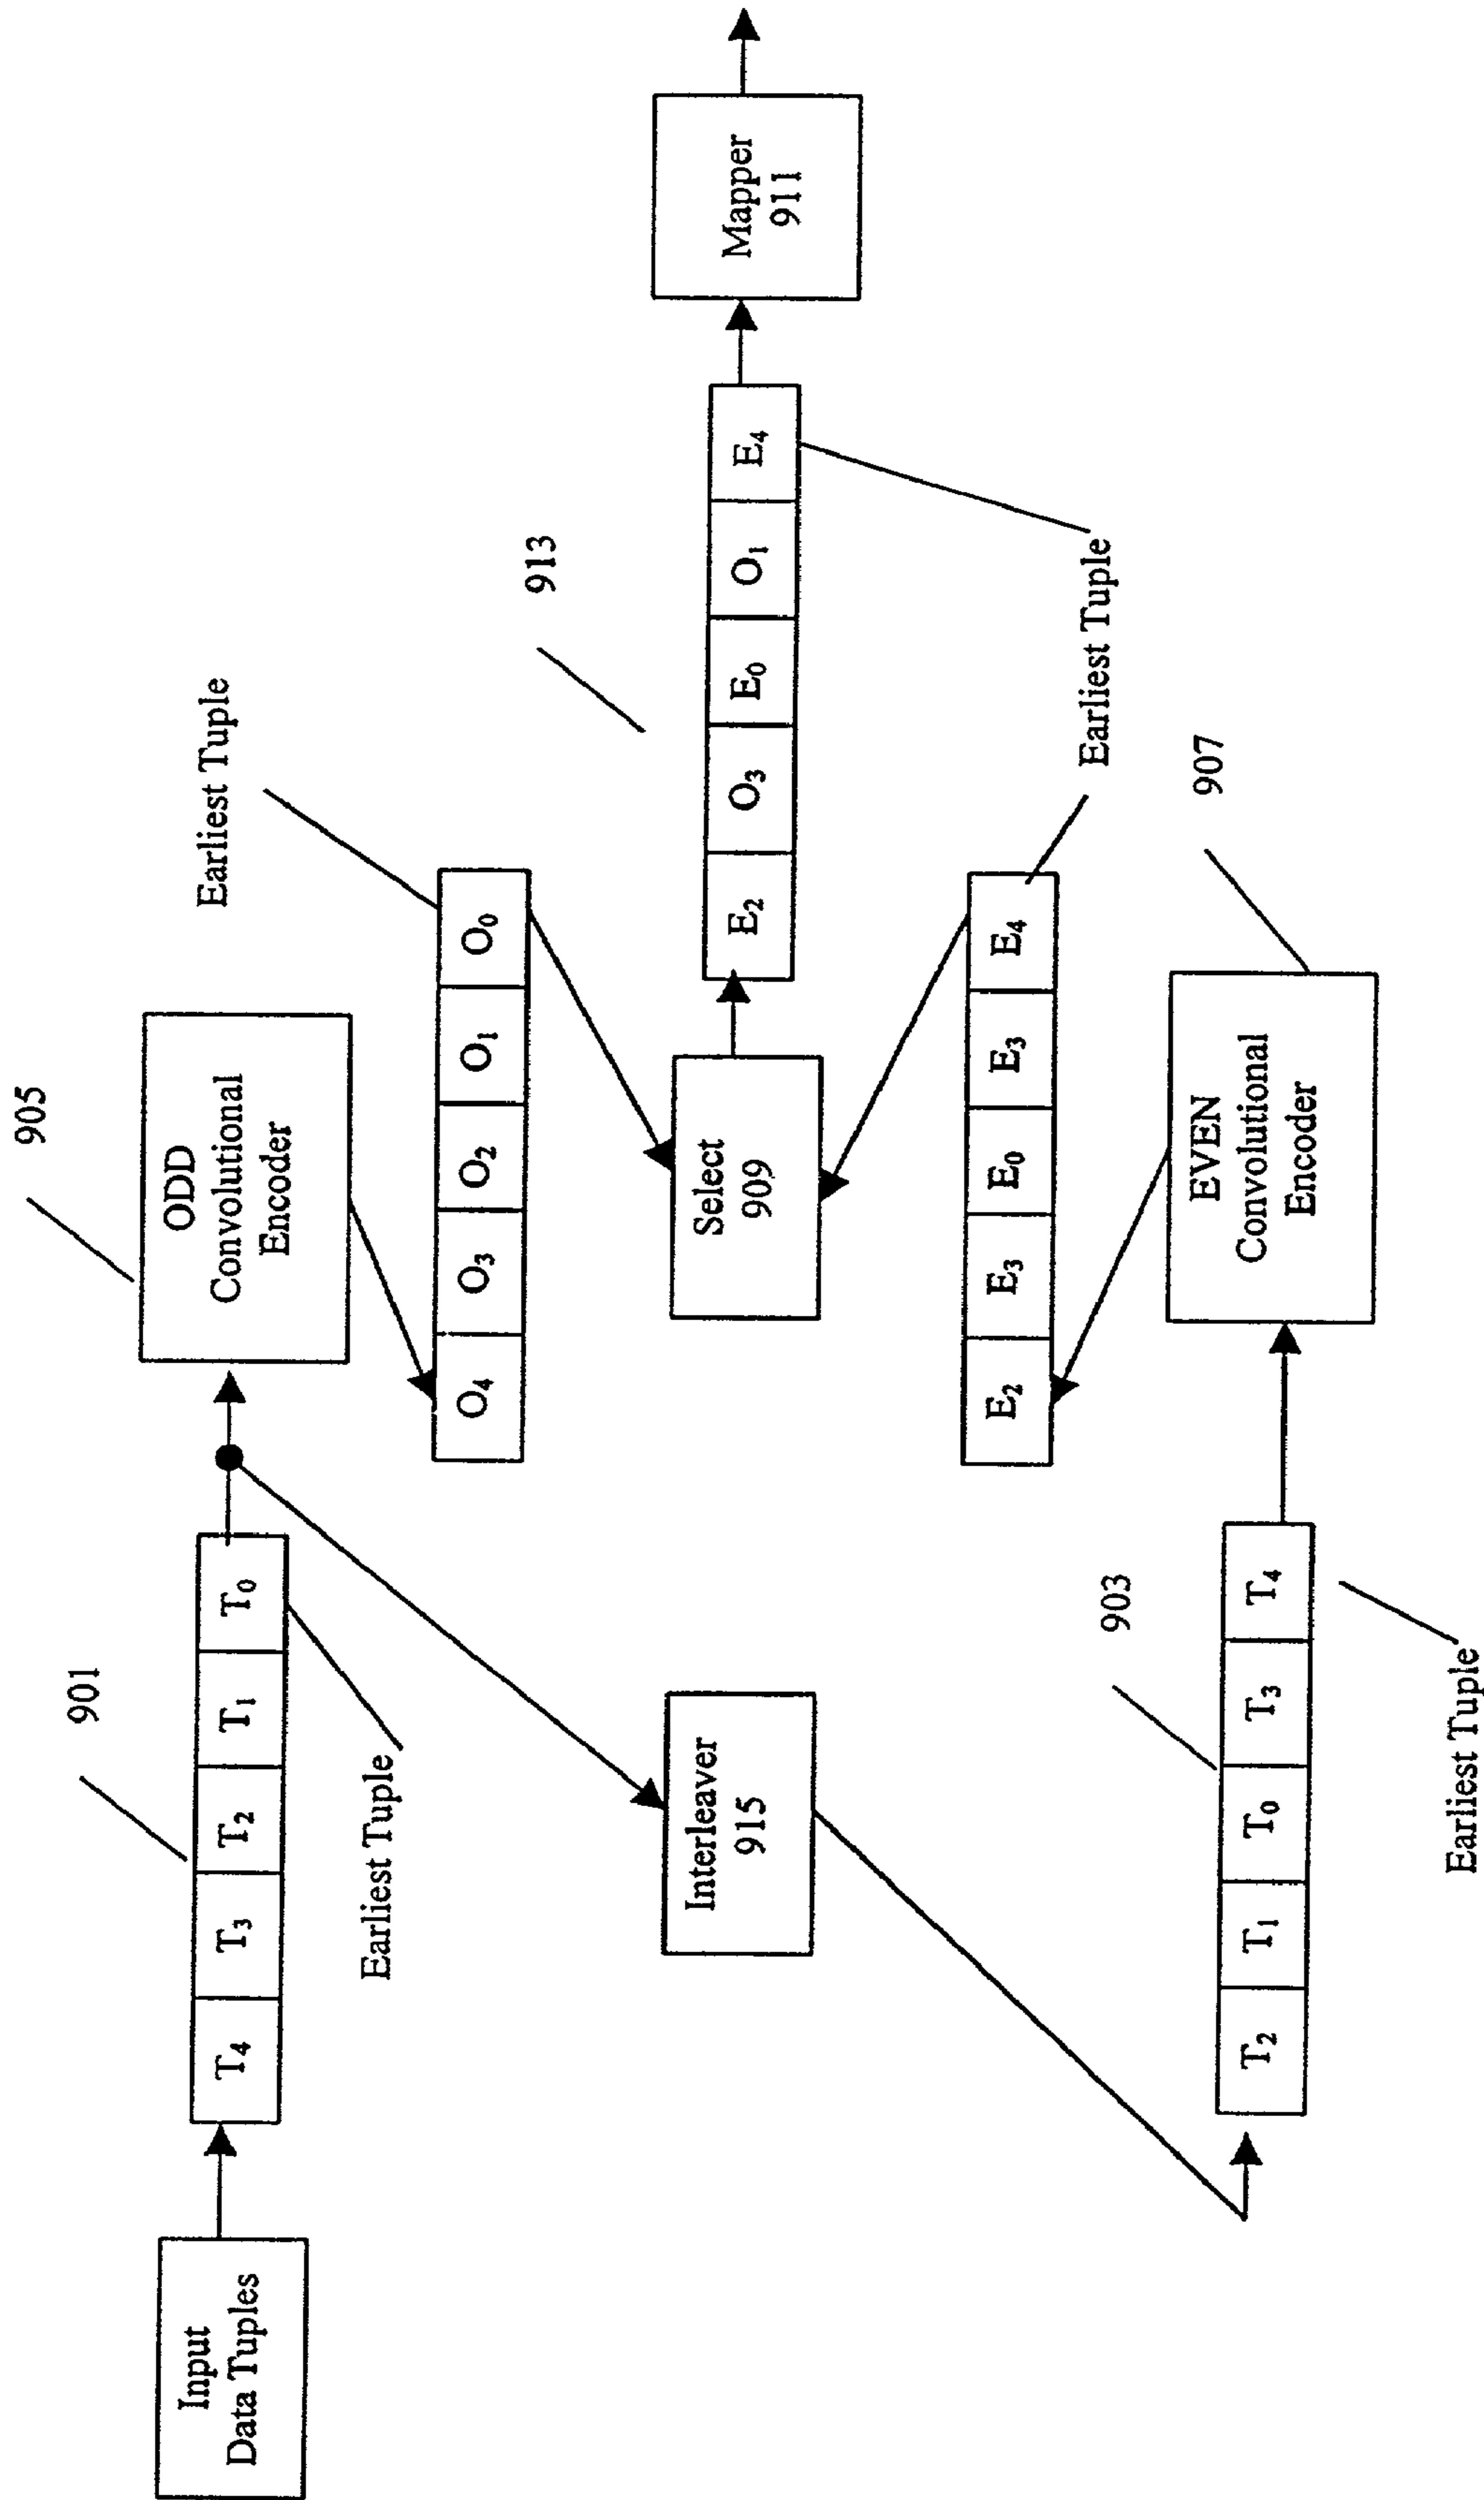 905
ODD
Convolutional
Encoder
901
T4 T3 T2 T1 T0
Input
Data Tuples
Earliest Tuple
Earliest Tuple
O4 O3 O2 O1 O0
913
Interleaver
915
Select
909
E2 O3 E0 O1 E4
Mapper
911
E2 E3 E0 E3 E4
Earliest Tuple
903
907
T2 T1 T0 T3 T4
EVEN
Convolutional
Encoder
Earliest Tuple